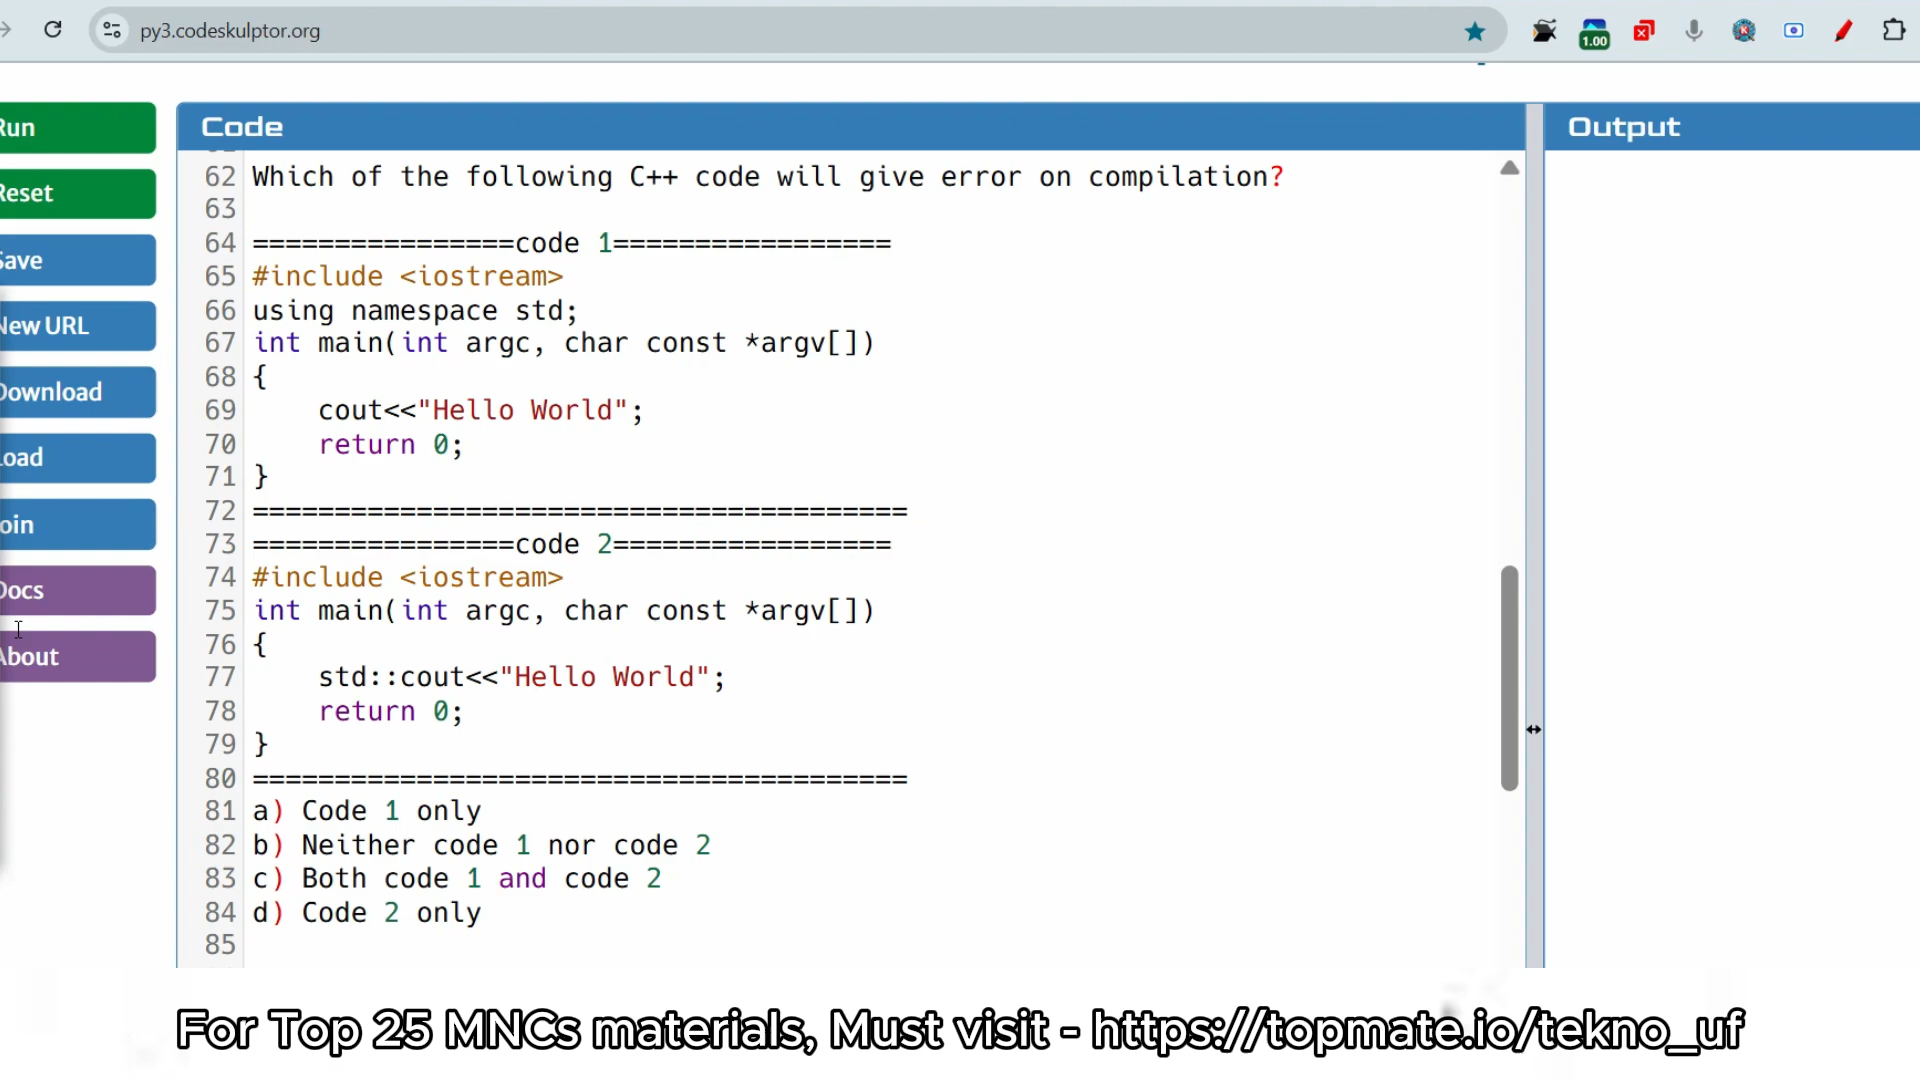 py3.codeskulptor.org
1.00
Run
Code
Output
62 Which of the following C++ code will give error on compilation?
Reset
63
64 ================code 1=================
Save
65 #include <iostream>
66 using namespace std;
New URL
67 int main(int argc, char const *argv[])
68 {
Download
69 cout<<"Hello World";
70 return 0;
Load
71 }
72 ========================================
Join
73 ================code 2=================
74 #include <iostream>
Docs
75 int main(int argc, char const *argv[])
76 {
About
77 std::cout<<"Hello World";
78 return 0;
79 }
80 ========================================
81 a) Code 1 only
82 b) Neither code 1 nor code 2
83 c) Both code 1 and code 2
84 d) Code 2 only
85
For Top 25 MNCs materials, Must visit - https://topmate.io/tekno_uf